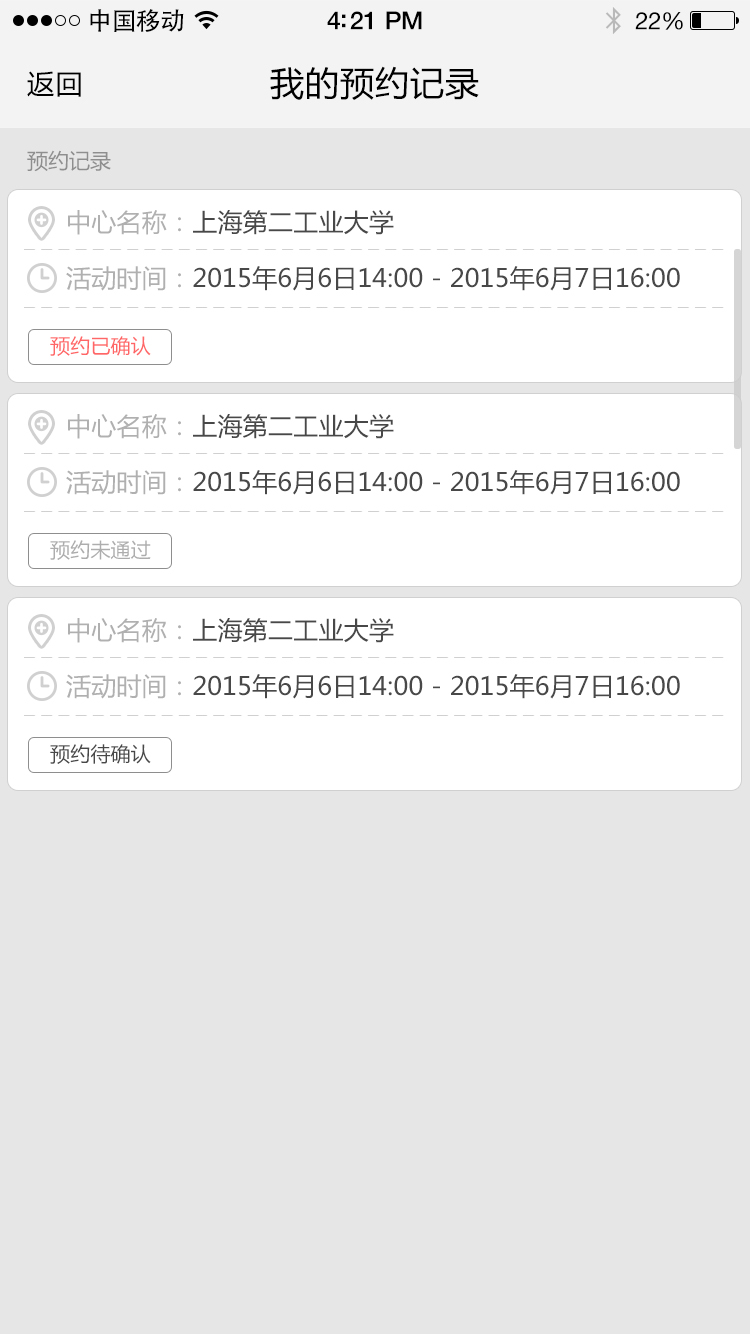 中国移动 4:21 PM 22%
返回 我的预约记录
预约记录
中心名称：上海第二工业大学
活动时间：2015年6月6日14:00 - 2015年6月7日16:00
预约已确认
中心名称：上海第二工业大学
活动时间：2015年6月6日14:00 - 2015年6月7日16:00
预约未通过
中心名称：上海第二工业大学
活动时间：2015年6月6日14:00 - 2015年6月7日16:00
预约待确认